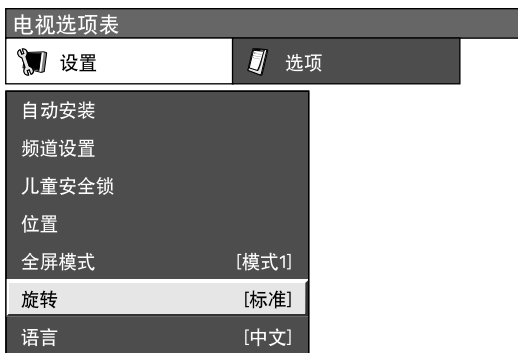 电视选项表
设置 选项
自动安装
频道设置
儿童安全锁
位置
全屏模式 [模式1]
旋转 [标准]
语言 [中文]